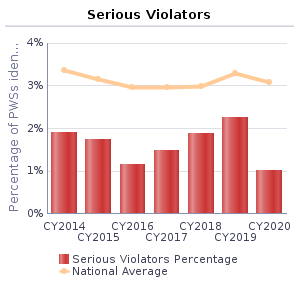 Serious Violators
Percentage of PWSs iden...
4%
3%
2%
1%
0%
CY2014 CY2016 CY2018 CY2020
CY2015 CY2017 CY2019
Serious Violators Percentage
National Average